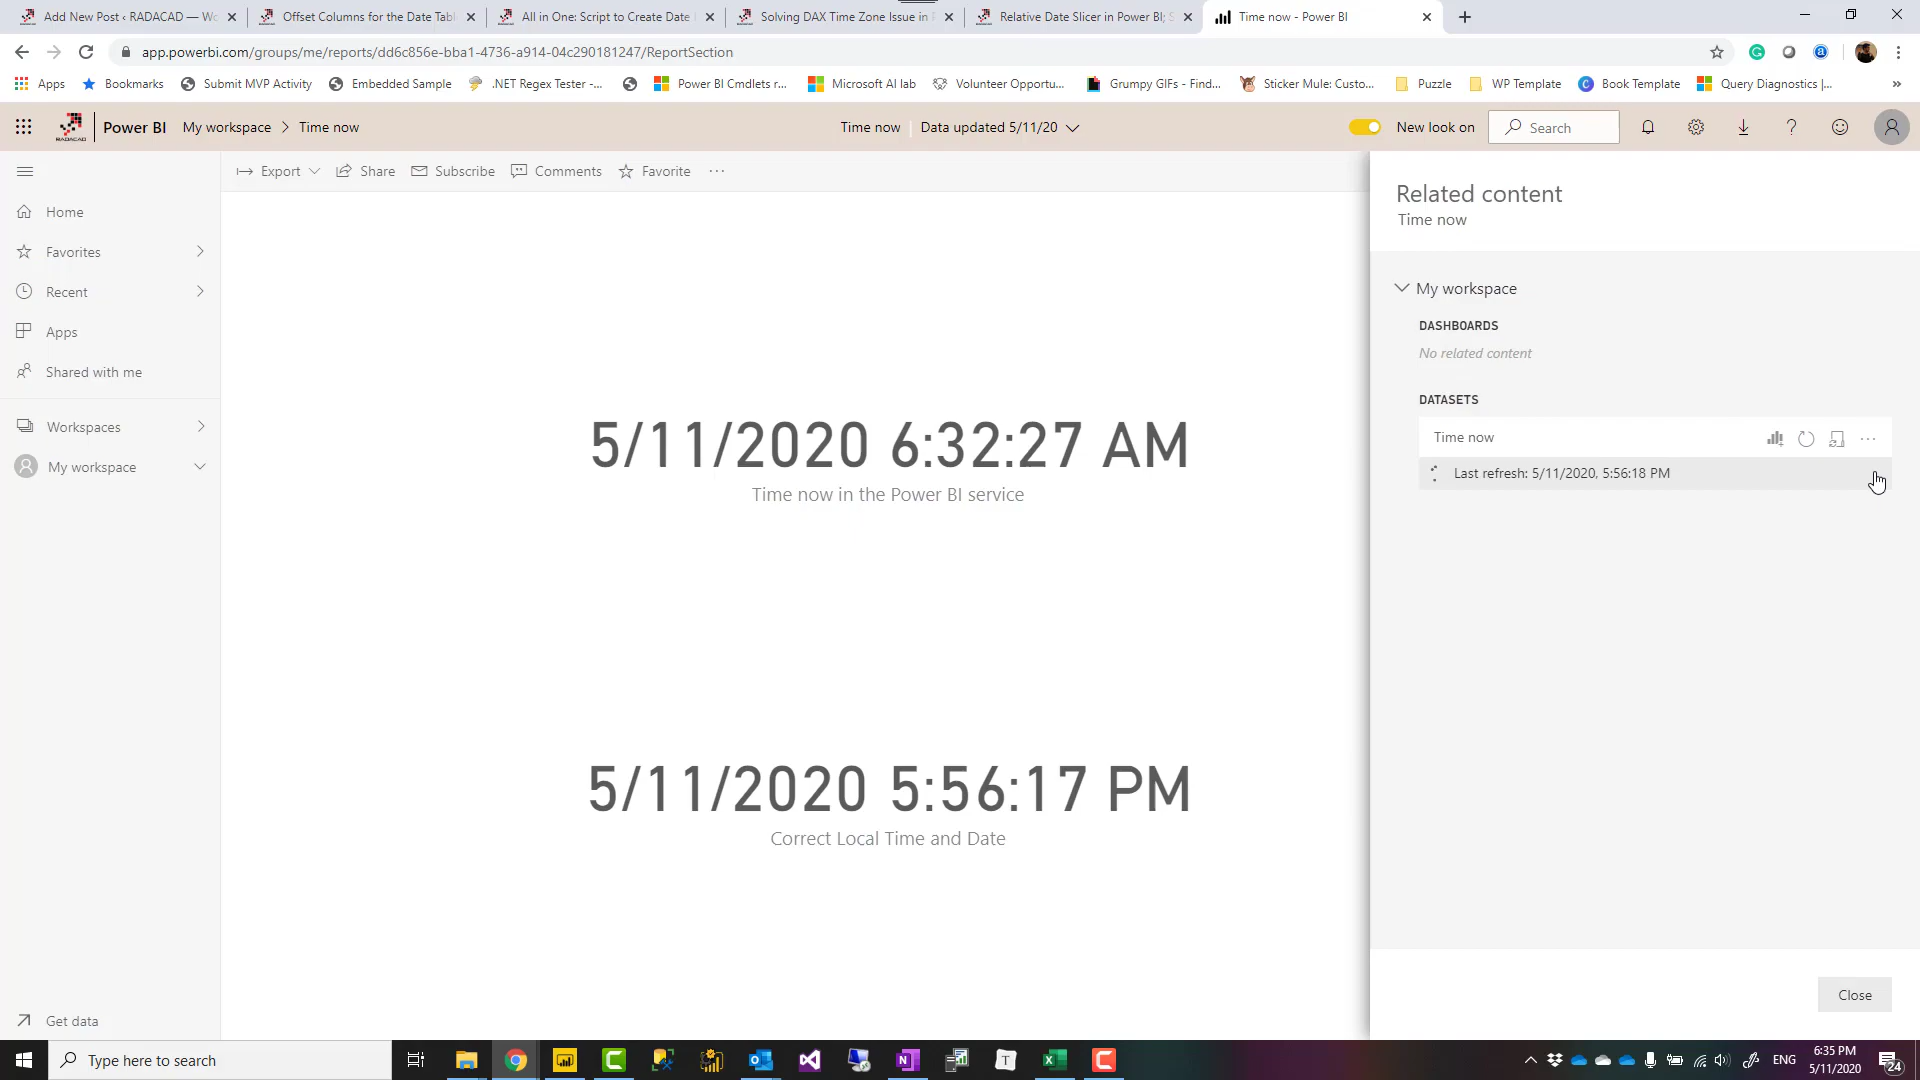 Add New Post ‹ RADACAD — Wo
Offset Columns for the Date Tabl
All in One: Script to Create Date
Solving DAX Time Zone Issue in P
Relative Date Slicer in Power BI; S
Time now - Power BI
app.powerbi.com/groups/me/reports/dd6c856e-bba1-4736-a914-04c290181247/ReportSection
Apps
Bookmarks
Submit MVP Activity
Embedded Sample
.NET Regex Tester -...
Power BI Cmdlets r...
Microsoft AI lab
Volunteer Opportu...
Grumpy GIFs - Find...
Sticker Mule: Custo...
Puzzle
WP Template
Book Template
Query Diagnostics |...
»
RADACAD
Power BI
My workspace > Time now
Time now | Data updated 5/11/20
New look on
Search
Export
Share
Subscribe
Comments
Favorite
...
Home
Favorites
Recent
Apps
Shared with me
Workspaces
My workspace
Get data
5/11/2020 6:32:27 AM
Time now in the Power BI service
5/11/2020 5:56:17 PM
Correct Local Time and Date
Related content
Time now
My workspace
DASHBOARDS
No related content
DATASETS
Time now
Last refresh: 5/11/2020, 5:56:18 PM
Close
Type here to search
ENG
6:35 PM
5/11/2020
24